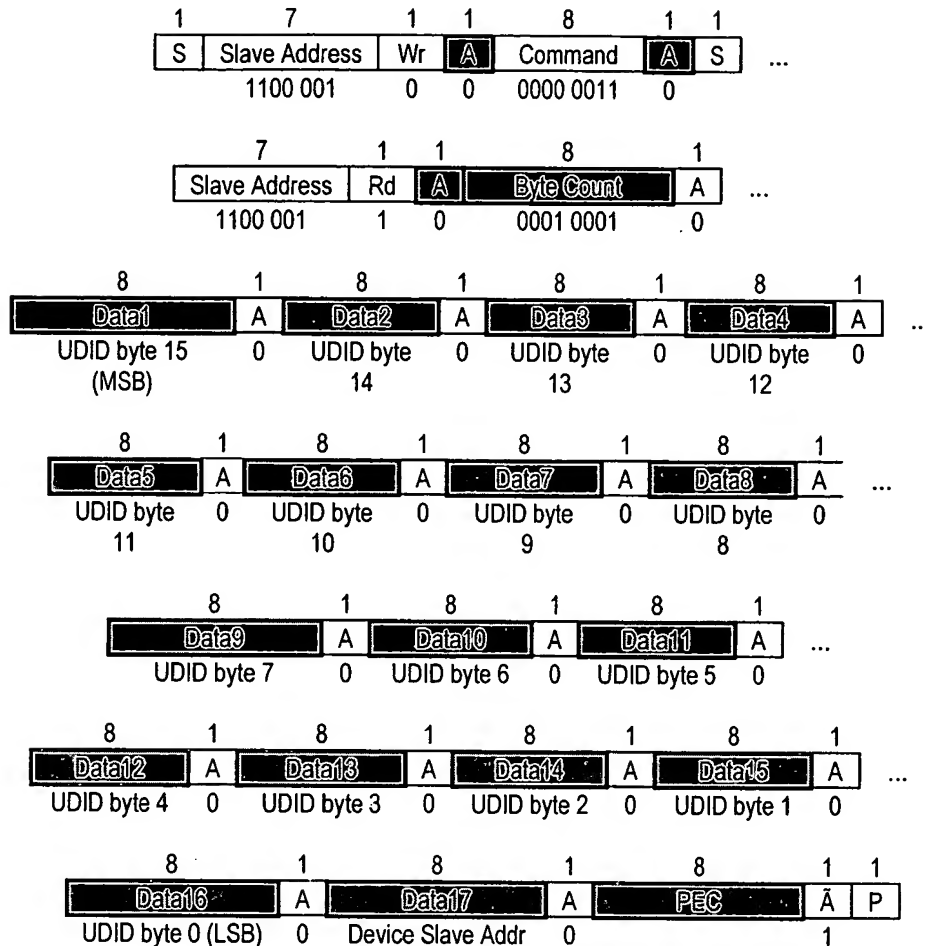 1 7 1 1 8 1 1
S Slave Address Wr A Command A S ...
1100 001 0 0 0000 0011 0
7 1 1 8 1
Slave Address Rd A Byte Count A ...
1100 001 1 0 0001 0001 0
8 1 8 1 8 1 8 1
Data1 A Data2 A Data3 A Data4 A ..
UDID byte 15 0 UDID byte 0 UDID byte 0 UDID byte 0
(MSB) 14 13 12
8 1 8 1 8 1 8 1
Data5 A Data6 A Data7 A Data8 A ...
UDID byte 0 UDID byte 0 UDID byte 0 UDID byte 0
11 10 9 8
8 1 8 1 8 1
Data9 A Data10 A Data11 A ...
UDID byte 7 0 UDID byte 6 0 UDID byte 5 0
8 1 8 1 8 1 8 1
Data12 A Data13 A Data14 A Data15 A ...
UDID byte 4 0 UDID byte 3 0 UDID byte 2 0 UDID byte 1 0
8 1 8 1 8 1 1
Data16 A Data17 A PEC Ã P
UDID byte 0 (LSB) 0 Device Slave Addr 0 1